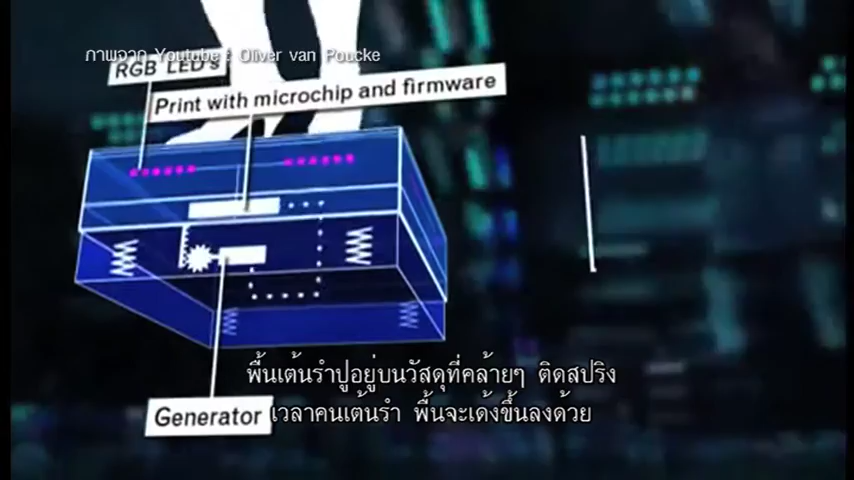 ภาพจาก Youtube : Oliver van Poucke
RGB LED's
Print with microchip and firmware
พื้นเต้นรำปูอยู่บนวัสดุที่คล้ายๆ ติดสปริง
เวลาคนเต้นรำ พื้นจะเด้งขึ้นลงด้วย
Generator